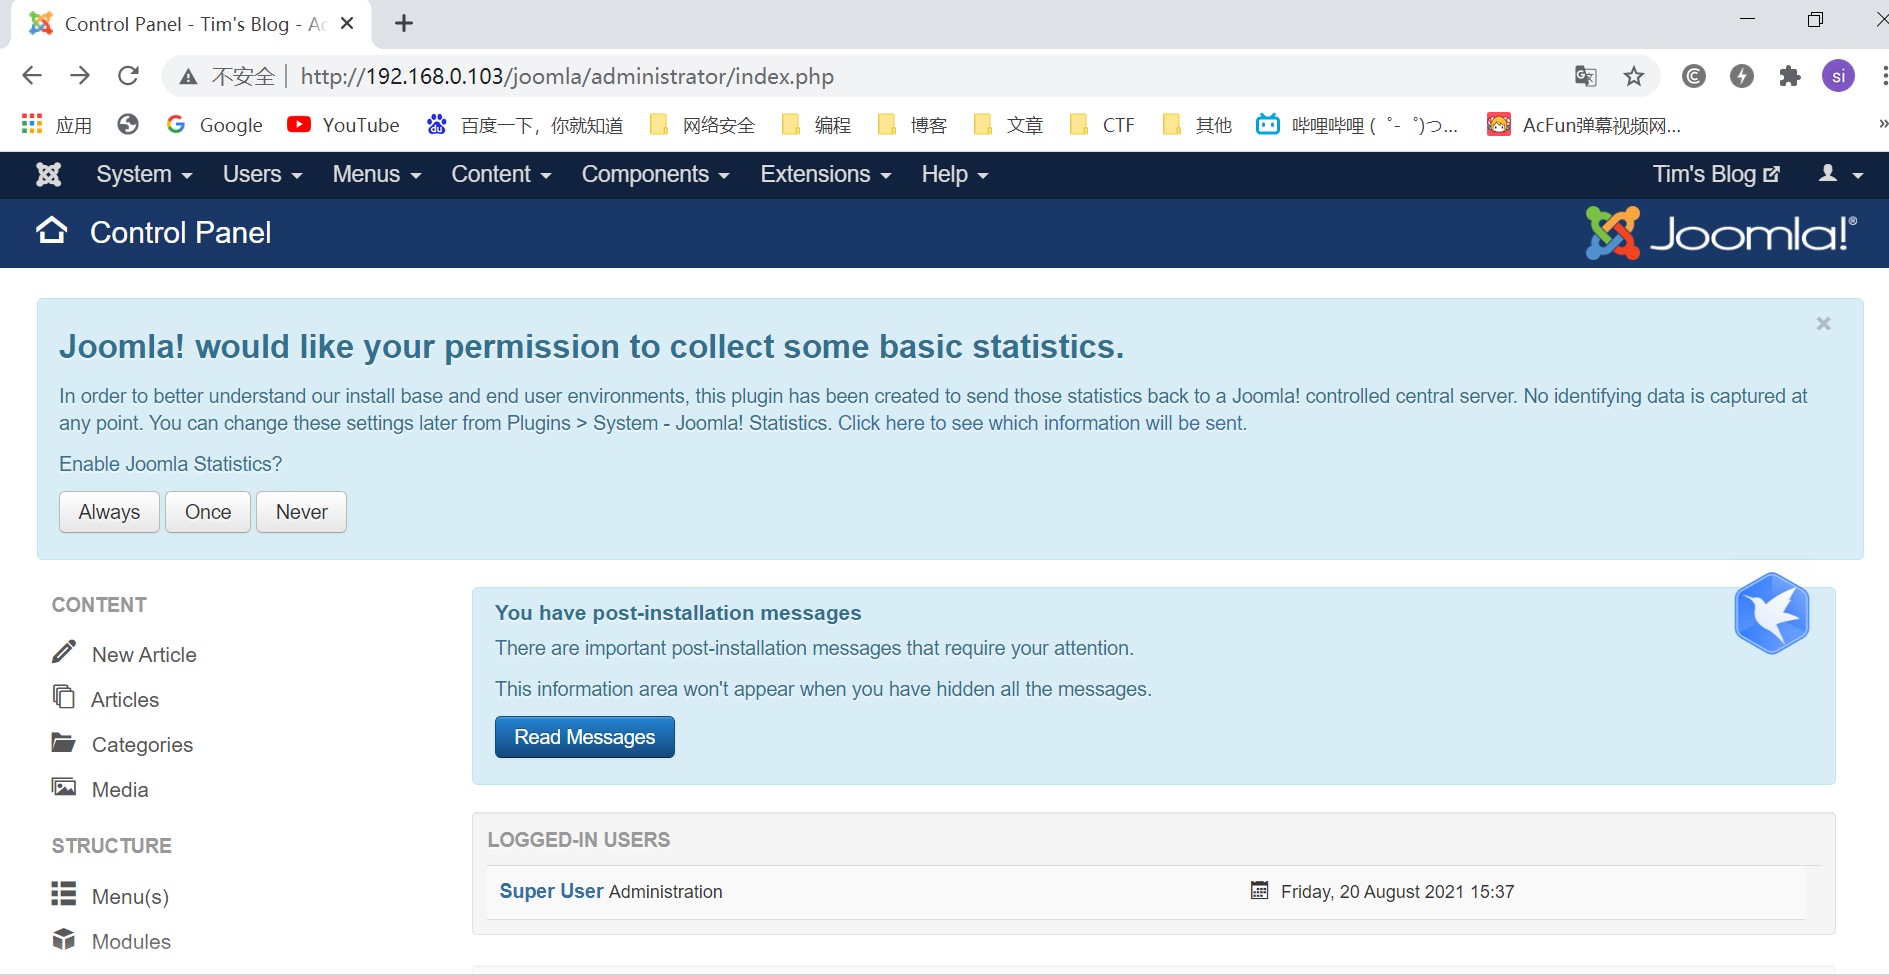 Control Panel - Tim's Blog - Ac
不安全 | http://192.168.0.103/joomla/administrator/index.php
si
应用 Google YouTube 百度一下，你就知道 网络安全 编程 博客 文章 CTF 其他 哔哩哔哩 ( ゜- ゜)つ... AcFun弹幕视频网... »
System Users Menus Content Components Extensions Help Tim's Blog
Control Panel Joomla!®
Joomla! would like your permission to collect some basic statistics.
In order to better understand our install base and end user environments, this plugin has been created to send those statistics back to a Joomla! controlled central server. No identifying data is captured at
any point. You can change these settings later from Plugins > System - Joomla! Statistics. Click here to see which information will be sent.
Enable Joomla Statistics?
Always Once Never
CONTENT
New Article
Articles
Categories
Media
STRUCTURE
Menu(s)
Modules
You have post-installation messages
There are important post-installation messages that require your attention.
This information area won't appear when you have hidden all the messages.
Read Messages
LOGGED-IN USERS
Super User Administration Friday, 20 August 2021 15:37